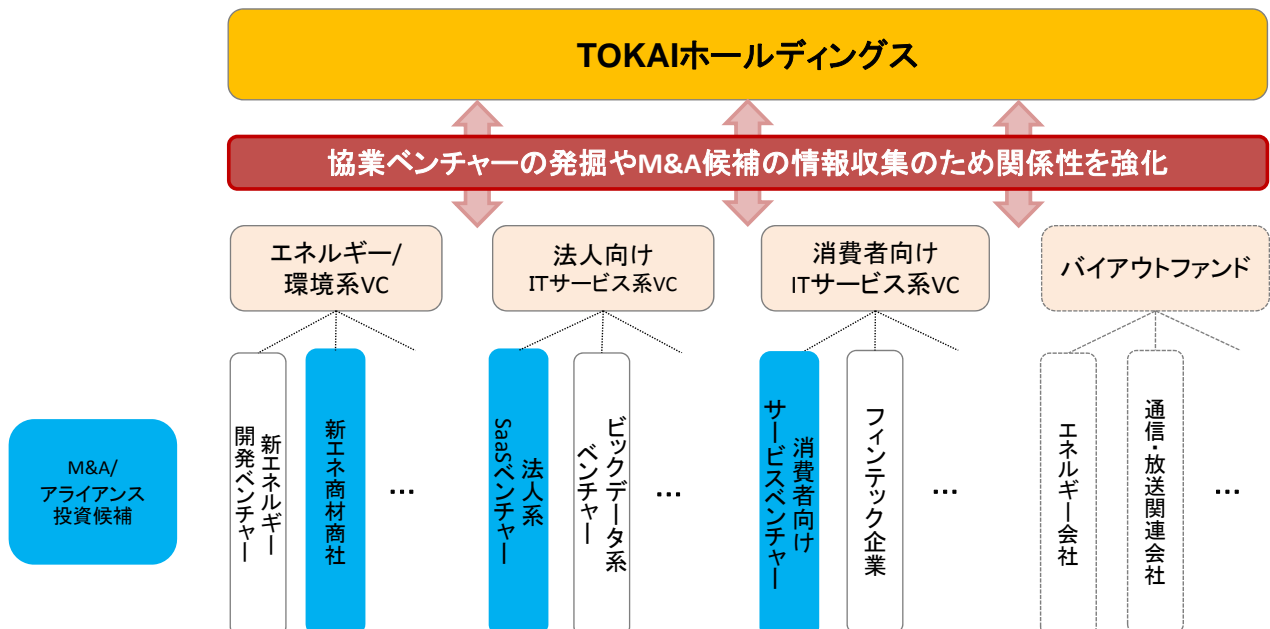 TOKAIホールディングス
協業ベンチャーの発掘やM&A候補の情報収集のため関係性を強化
エネルギー/
環境系VC
法人向け
ITサービス系VC
消費者向け
ITサービス系VC
バイアウトファンド
M&A/
アライアンス
投資候補
新エネルギー
開発ベンチャー
新エネ商材商社
…
法人系
SaaSベンチャー
ビックデータ系
ベンチャー
…
消費者向け
サービスベンチャー
フィンテック企業
…
エネルギー会社
通信・放送関連会社
…